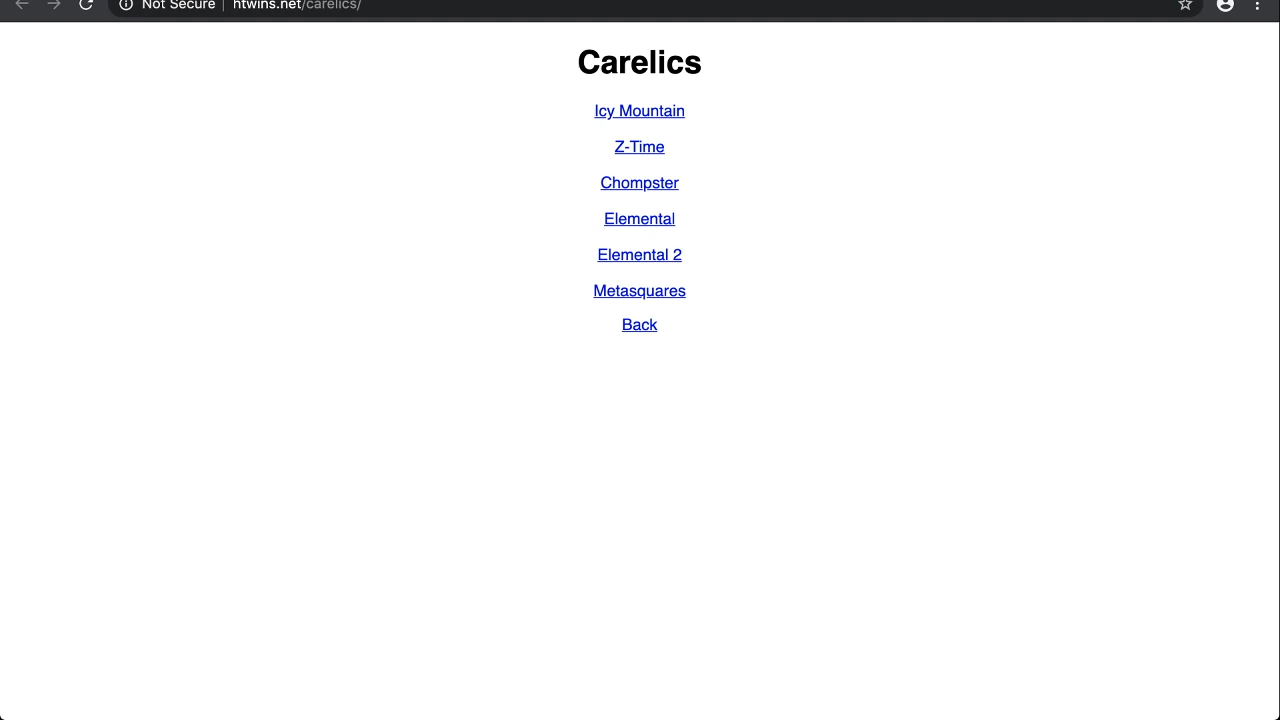 Not Secure | htwins.net/carelics/
Carelics
Icy Mountain
Z-Time
Chompster
Elemental
Elemental 2
Metasquares
Back